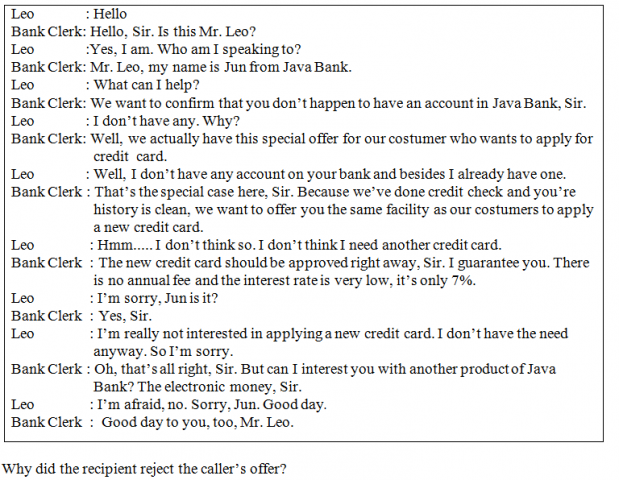 Leo : Hello
Bank Clerk: Hello, Sir. Is this Mr. Leo?
Leo :Yes, I am. Who am I speaking to?
Bank Clerk: Mr. Leo, my name is Jun from Java Bank.
Leo : What can I help?
Bank Clerk: We want to confirm that you don't happen to have an account in Java Bank, Sir.
Leo : I don't have any. Why?
Bank Clerk: Well, we actually have this special offer for our costumer who wants to apply for
credit card.
Leo : Well, I don't have any account on your bank and besides I already have one.
Bank Clerk : That's the special case here, Sir. Because we've done credit check and you're
history is clean, we want to offer you the same facility as our costumers to apply
a new credit card.
Leo : Hmm..... I don't think so. I don't think I need another credit card.
Bank Clerk : The new credit card should be approved right away, Sir. I guarantee you. There
is no annual fee and the interest rate is very low, it's only 7%.
Leo : I'm sorry, Jun is it?
Bank Clerk : Yes, Sir.
Leo : I'm really not interested in applying a new credit card. I don't have the need
anyway. So I'm sorry.
Bank Clerk : Oh, that's all right, Sir. But can I interest you with another product of Java
Bank? The electronic money, Sir.
Leo : I'm afraid, no. Sorry, Jun. Good day.
Bank Clerk : Good day to you, too, Mr. Leo.
Why did the recipient reject the caller's offer?